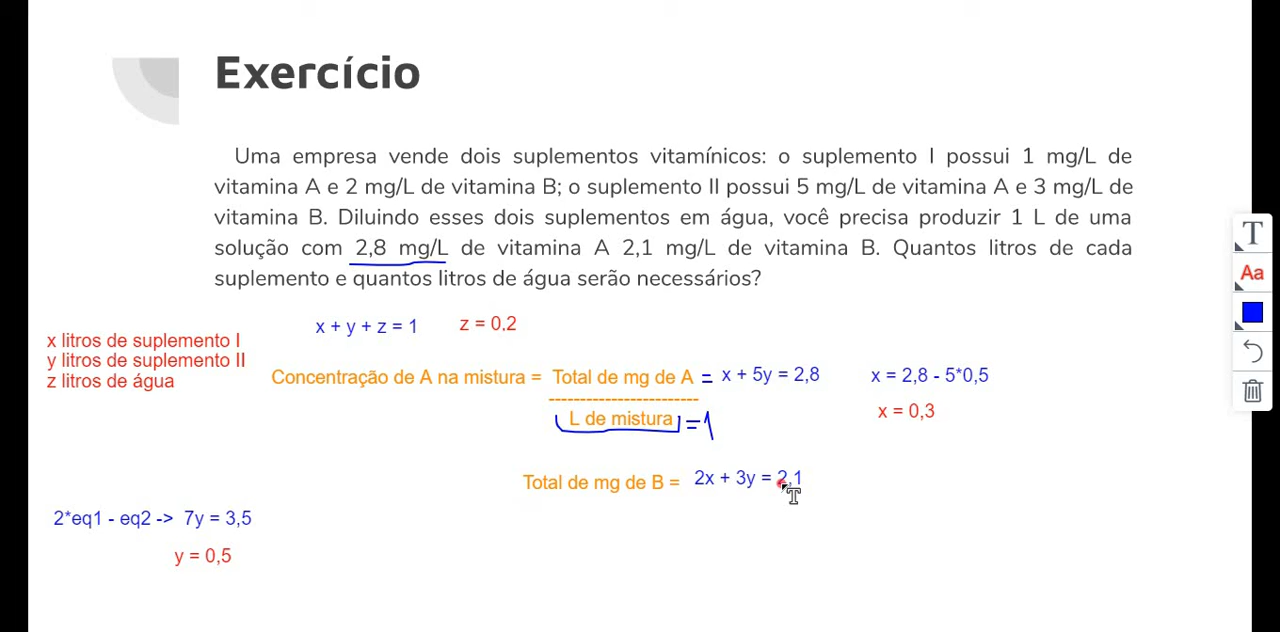 Exercício
Uma empresa vende dois suplementos vitamínicos: o suplemento I possui 1 mg/L de
vitamina A e 2 mg/L de vitamina B; o suplemento II possui 5 mg/L de vitamina A e 3 mg/L de
vitamina B. Diluindo esses dois suplementos em água, você precisa produzir 1 L de uma
solução com 2,8 mg/L de vitamina A 2,1 mg/L de vitamina B. Quantos litros de cada
suplemento e quantos litros de água serão necessários?
x + y + z = 1 z = 0,2
x litros de suplemento I
y litros de suplemento II
z litros de água
Concentração de A na mistura = Total de mg de A = x + 5y = 2,8 x = 2,8 - 5*0,5
------------------------
L de mistura = 1 x = 0,3
Total de mg de B = 2x + 3y = 2,1
2*eq1 - eq2 -> 7y = 3,5
y = 0,5
T
Aa